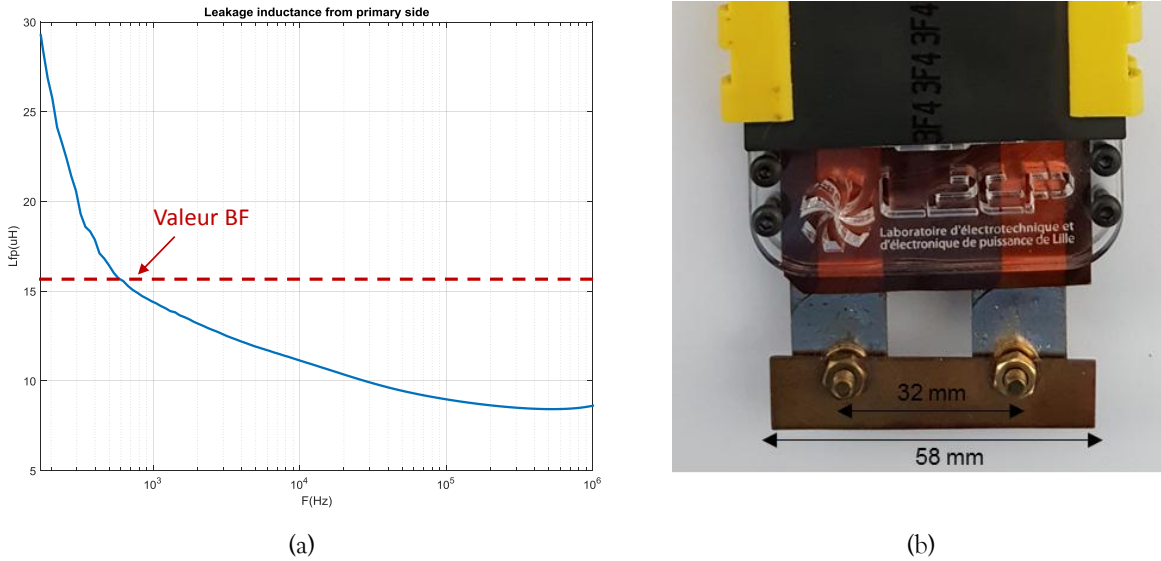 Leakage inductance from primary side
30
25
20
15
10
5
Lfp(uH)
Valeur BF
10³
10⁴
10⁵
10⁶
F(Hz)
(a)
3F4 3F4 3F4
L2EP
Laboratoire d'électrotechnique et
d'électronique de puissance de Lille
32 mm
58 mm
(b)